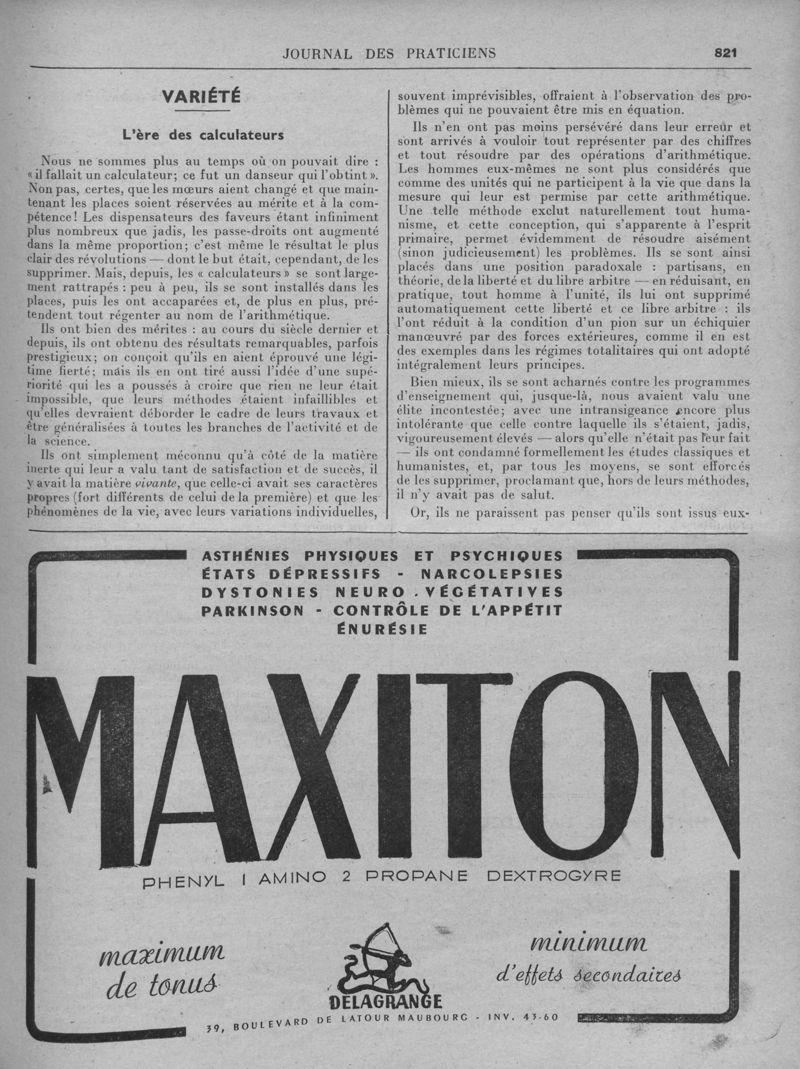 JOURNAL DES PRATICIENS
821
VARIÉTÉ
L'ère des calculateurs
Nous ne sommes plus au temps où on pouvait dire :
« il fallait un calculateur; ce fut un danseur qui l'obtint ».
Non pas, certes, que les mœurs aient changé et que main-
tenant les places soient réservées au mérite et à la com-
pétence! Les dispensateurs des faveurs étant infiniment
plus nombreux que jadis, les passe-droits ont augmenté
dans la même proportion; c'est même le résultat le plus
clair des révolutions — dont le but était, cependant, de les
supprimer. Mais, depuis, les « calculateurs » se sont large-
ment rattrapés : peu à peu, ils se sont installés dans les
places, puis les ont accaparées et, de plus en plus, pré-
tendent tout régenter au nom de l'arithmétique.
Ils ont bien des mérites : au cours du siècle dernier et
depuis, ils ont obtenu des résultats remarquables, parfois
prestigieux; on conçoit qu'ils en aient éprouvé une légi-
time fierté; mais ils en ont tiré aussi l'idée d'une supé-
riorité qui les a poussés à croire que rien ne leur était
impossible, que leurs méthodes étaient infaillibles et
qu'elles devraient déborder le cadre de leurs travaux et
être généralisées à toutes les branches de l'activité et de
la science.
Ils ont simplement méconnu qu'à côté de la matière
inerte qui leur a valu tant de satisfaction et de succès, il
y avait la matière vivante, que celle-ci avait ses caractères
propres (fort différents de celui de la première) et que les
phénomènes de la vie, avec leurs variations individuelles,
souvent imprévisibles, offraient à l'observation des pro-
blèmes qui ne pouvaient être mis en équation.
Ils n'en ont pas moins persévéré dans leur erreur et
sont arrivés à vouloir tout représenter par des chiffres
et tout résoudre par des opérations d'arithmétique.
Les hommes eux-mêmes ne sont plus considérés que
comme des unités qui ne participent à la vie que dans la
mesure qui leur est permise par cette arithmétique.
Une telle méthode exclut naturellement tout huma-
nisme, et cette conception, qui s'apparente à l'esprit
primaire, permet évidemment de résoudre aisément
(sinon judicieusement) les problèmes. Ils se sont ainsi
placés dans une position paradoxale : partisans, en
théorie, de la liberté et du libre arbitre — en réduisant, en
pratique, tout homme à l'unité, ils lui ont supprimé
automatiquement cette liberté et ce libre arbitre : ils
l'ont réduit à la condition d'un pion sur un échiquier
manœuvré par des forces extérieures, comme il en est
des exemples dans les régimes totalitaires qui ont adopté
intégralement leurs principes.
Bien mieux, ils se sont acharnés contre les programmes
d'enseignement qui, jusque-là, nous avaient valu une
élite incontestée; avec une intransigeance encore plus
intolérante que celle contre laquelle ils s'étaient, jadis,
vigoureusement élevés — alors qu'elle n'était pas leur fait
— ils ont condamné formellement les études classiques et
humanistes, et, par tous les moyens, se sont efforcés
de les supprimer, proclamant que, hors de leurs méthodes,
il n'y avait pas de salut.
Or, ils ne paraissent pas penser qu'ils sont issus eux-
ASTHÉNIES PHYSIQUES ET PSYCHIQUES
ÉTATS DÉPRESSIFS - NARCOLEPSIES
DYSTONIES NEURO . VÉGÉTATIVES
PARKINSON - CONTRÔLE DE L'APPÉTIT
ÉNURÉSIE
MAXITON
PHENYL 1 AMINO 2 PROPANE DEXTROGYRE
maximum
de tonus
minimum
d'effets secondaires
DELAGRANGE
39, BOULEVARD DE LATOUR MAUBOURG - INV. 43-60